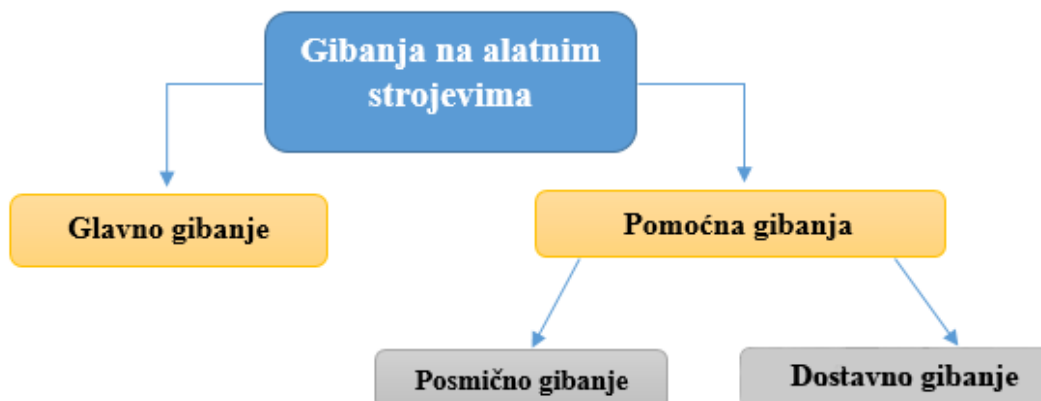 Gibanja na alatnim
strojevima
Glavno gibanje
Pomoćna gibanja
Posmično gibanje
Dostavno gibanje